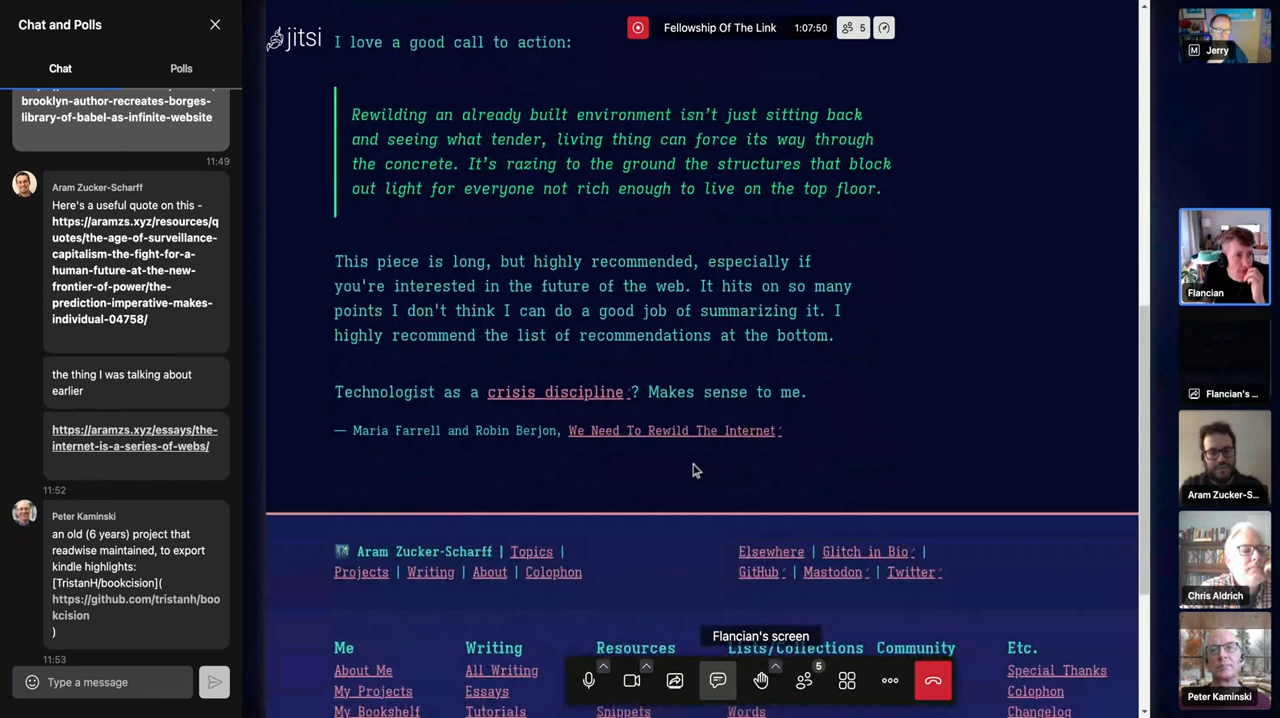 Chat and Polls
Chat
Polls
brooklyn-author-recreates-borges-
library-of-babel-as-infinite-website
11:49
Aram Zucker-Scharff
Here's a useful quote on this -
https://aramzs.xyz/resources/q
uotes/the-age-of-surveillance-
capitalism-the-fight-for-a-
human-future-at-the-new-
frontier-of-power/the-
prediction-imperative-makes-
individual-04758/
the thing I was talking about
earlier
https://aramzs.xyz/essays/the-
internet-is-a-series-of-webs/
11:52
Peter Kaminski
an old (6 years) project that
readwise maintained, to export
kindle highlights:
[TristanH/bookcision](
https://github.com/tristanh/boo
kcision
)
11:53
Type a message
jitsi
Fellowship Of The Link
1:07:50
5
I love a good call to action:
Rewilding an already built environment isn't just sitting back
and seeing what tender, living thing can force its way through
the concrete. It's razing to the ground the structures that block
out light for everyone not rich enough to live on the top floor.
This piece is long, but highly recommended, especially if
you're interested in the future of the web. It hits on so many
points I don't think I can do a good job of summarizing it. I
highly recommend the list of recommendations at the bottom.
Technologist as a crisis discipline? Makes sense to me.
— Maria Farrell and Robin Berjon, We Need To Rewild The Internet
Aram Zucker-Scharff | Topics |
Projects | Writing | About | Colophon
Elsewhere | Glitch in Bio |
GitHub | Mastodon | Twitter
Flancian's screen
Me
About Me
My Projects
My Bookshelf
Writing
All Writing
Essays
Tutorials
Resources
Snippets
Lists/Collections
Words
Community
Etc.
Special Thanks
Colophon
Changelog
5
M Jerry
Flancian
Flancian's ...
Aram Zucker-S...
Chris Aldrich
Peter Kaminski